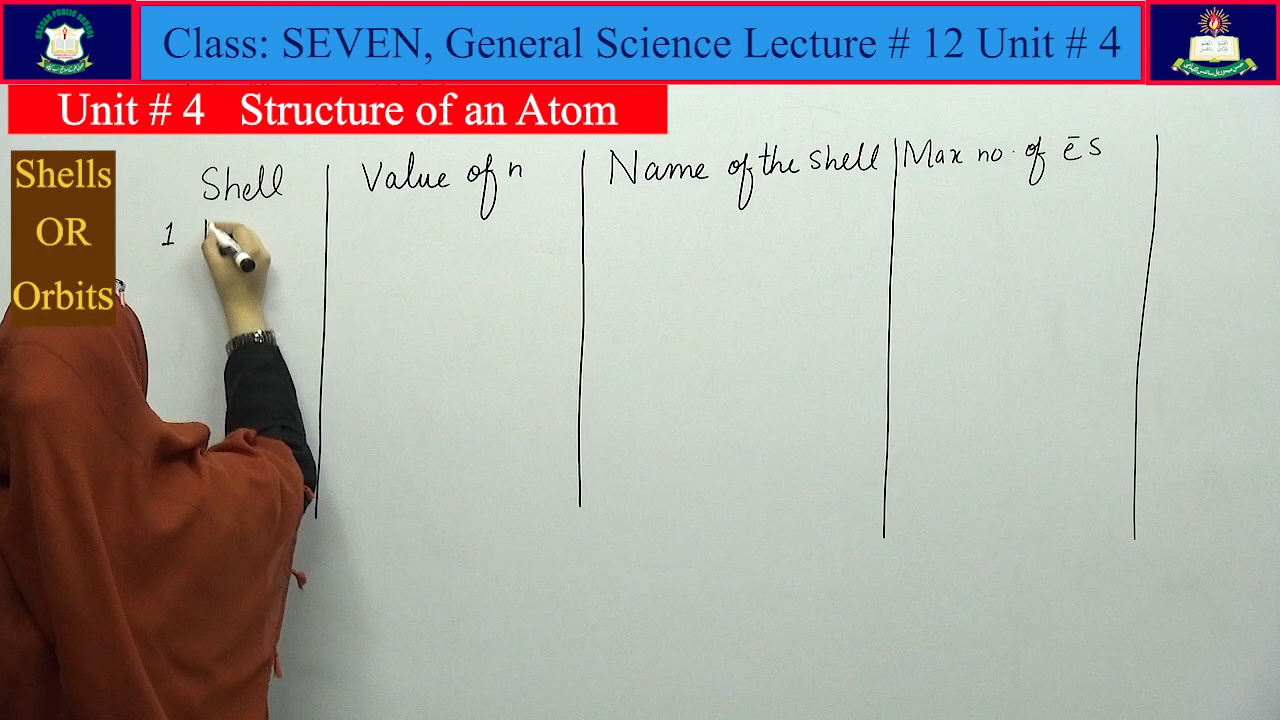 Class: SEVEN, General Science Lecture # 12 Unit # 4
Unit # 4 Structure of an Atom
Shells
OR
Orbits
Shell Value of n Name of the shell Max no. of ēs
1